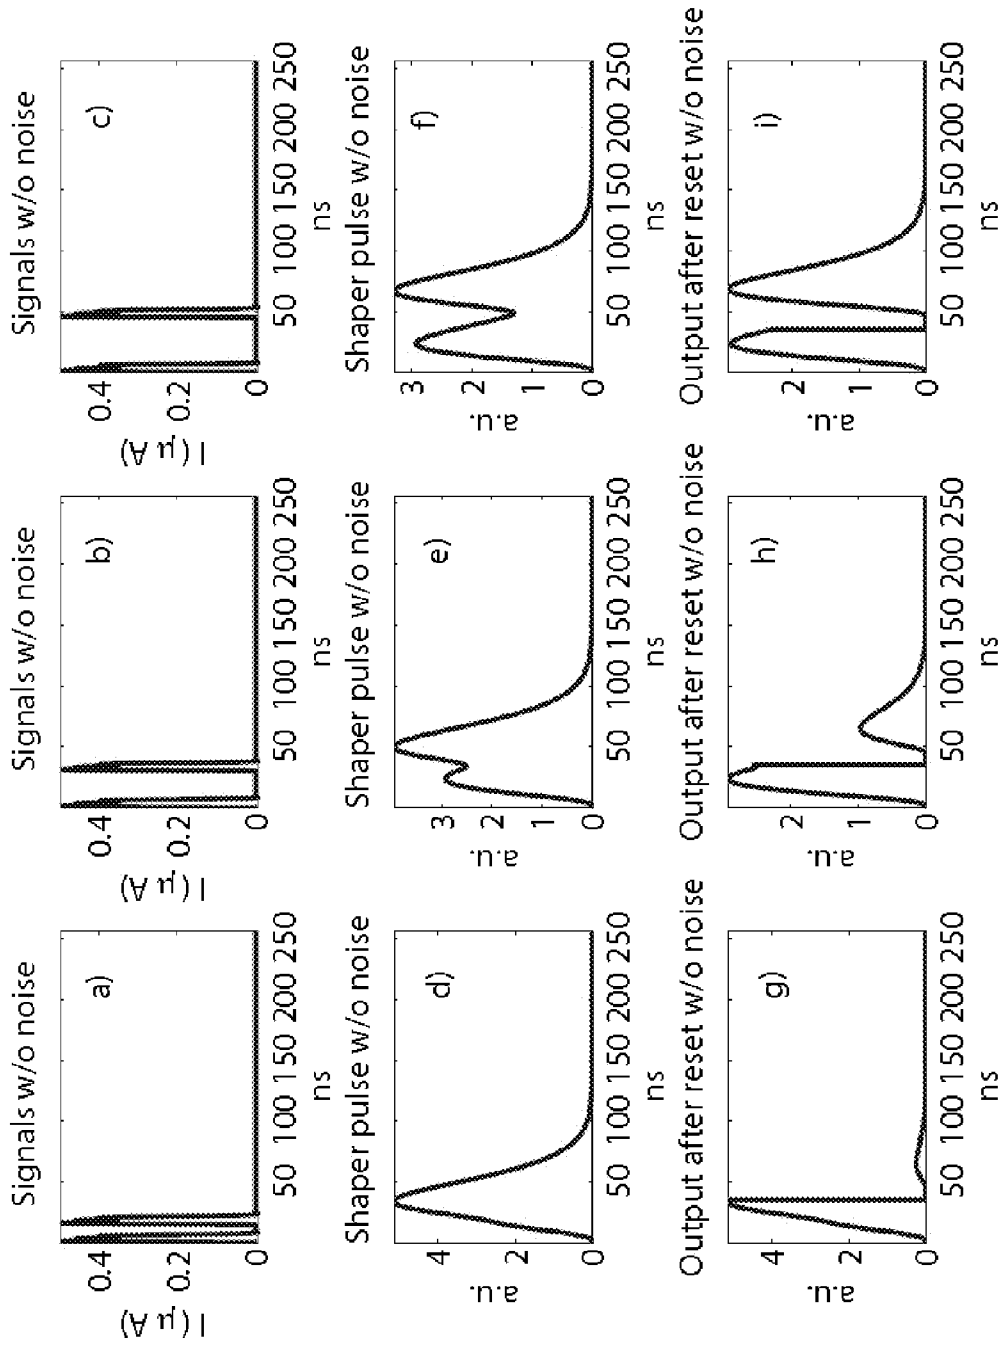 Signals w/o noise
a)
I (μ A)
0.4
0.2
0
50 100 150 200 250
ns
Signals w/o noise
b)
I (μ A)
0.4
0.2
0
50 100 150 200 250
ns
Signals w/o noise
c)
I (μ A)
0.4
0.2
0
50 100 150 200 250
ns
Shaper pulse w/o noise
d)
a.u.
4
2
0
50 100 150 200 250
ns
Shaper pulse w/o noise
e)
a.u.
3
2
1
0
50 100 150 200 250
ns
Shaper pulse w/o noise
f)
a.u.
3
2
1
0
50 100 150 200 250
ns
Output after reset w/o noise
g)
a.u.
4
2
0
50 100 150 200 250
ns
Output after reset w/o noise
h)
a.u.
2
1
0
50 100 150 200 250
ns
Output after reset w/o noise
i)
a.u.
2
1
0
50 100 150 200 250
ns